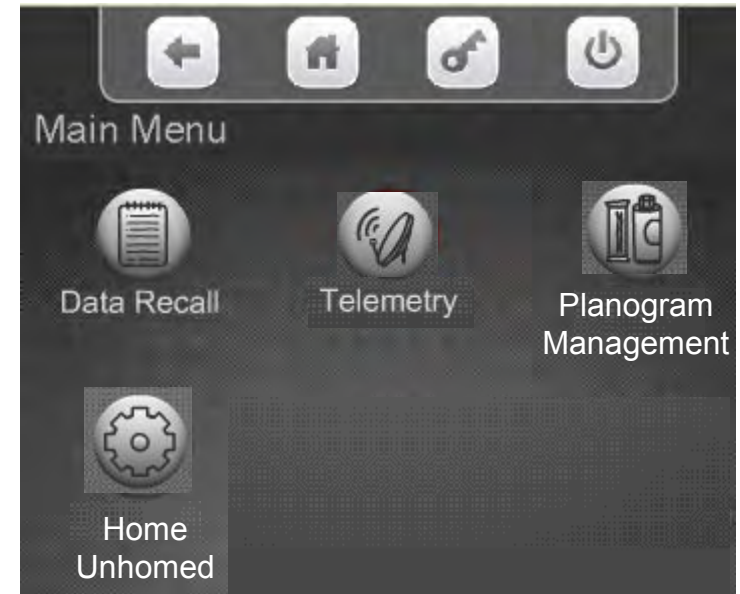 Main Menu
Data Recall
Telemetry
Planogram
Management
Home
Unhomed